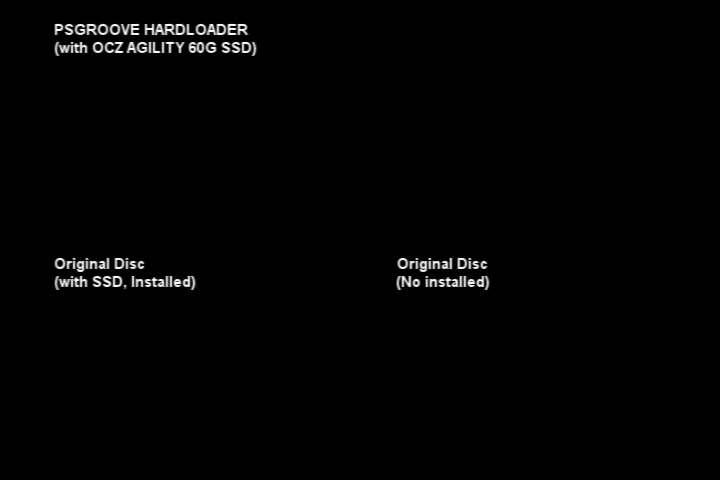 PSGROOVE HARDLOADER
(with OCZ AGILITY 60G SSD)
Original Disc
(with SSD, Installed)
Original Disc
(No installed)